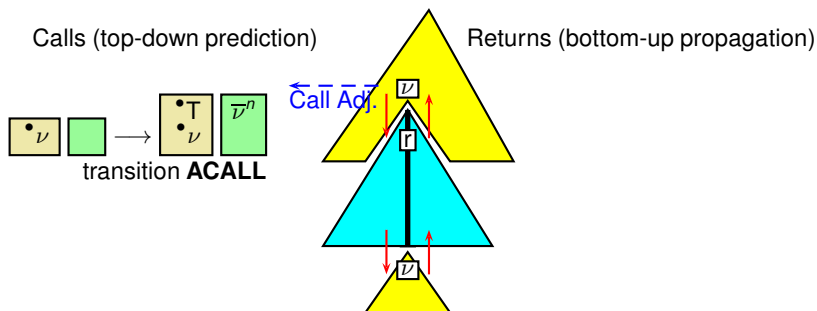 Calls (top-down prediction)
Returns (bottom-up propagation)
ν
Call Adj.
•T
ν̅ⁿ
•ν ⟶ •ν
r
transition ACALL
ν